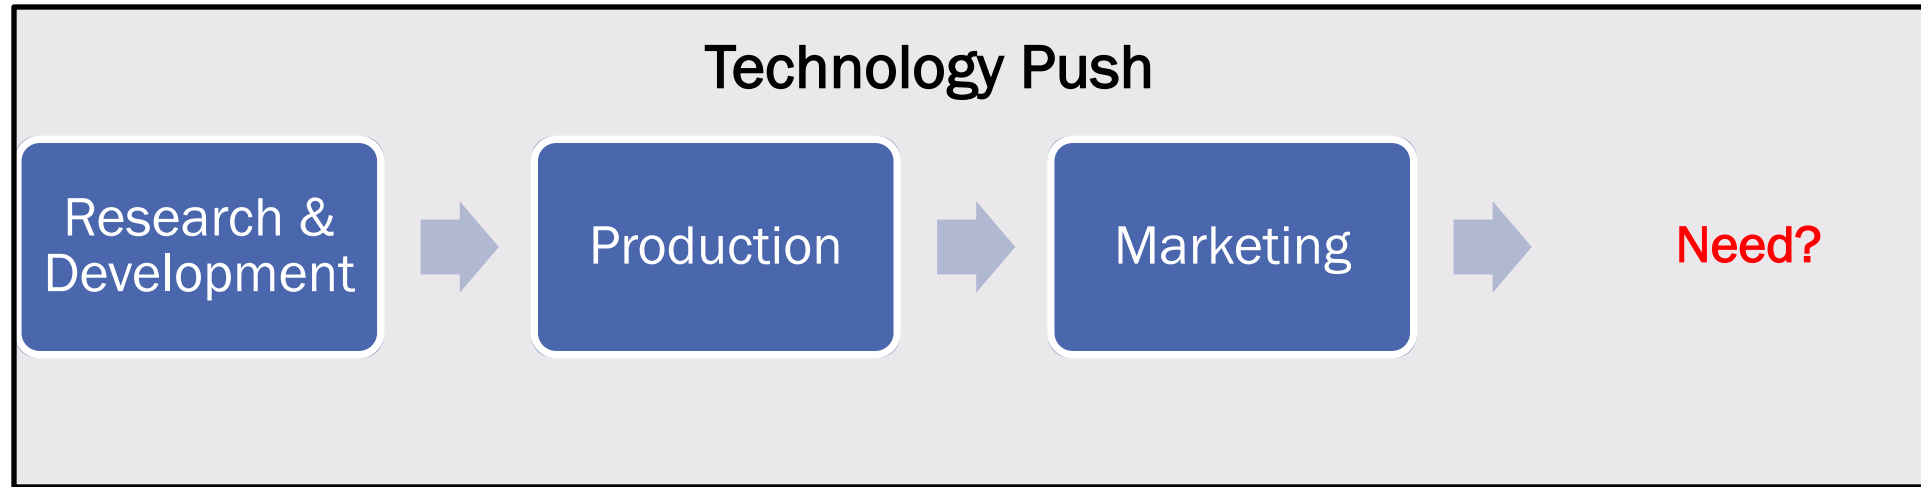 Technology Push
Research &
Development
Production
Marketing
Need?